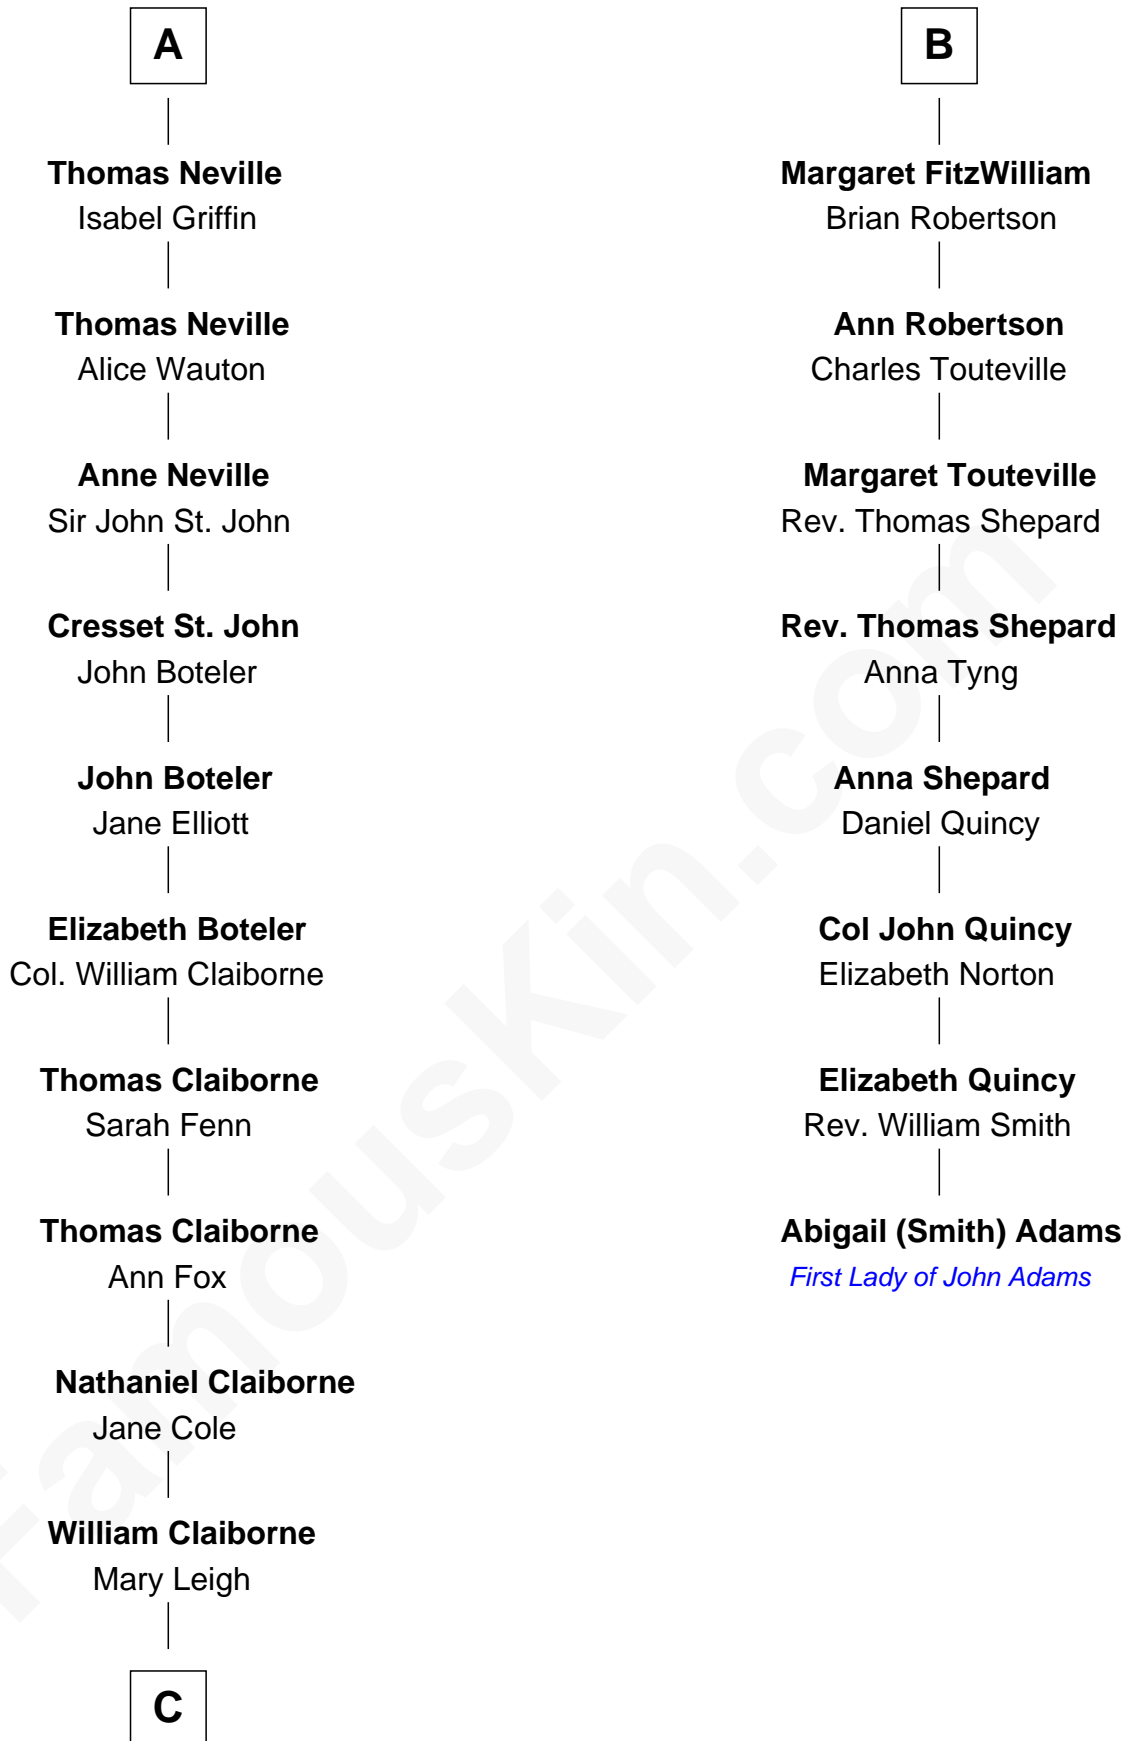 A
Thomas Neville
Isabel Griffin
Thomas Neville
Alice Wauton
Anne Neville
Sir John St. John
Cresset St. John
John Boteler
John Boteler
Jane Elliott
Elizabeth Boteler
Col. William Claiborne
Thomas Claiborne
Sarah Fenn
Thomas Claiborne
Ann Fox
Nathaniel Claiborne
Jane Cole
William Claiborne
Mary Leigh
C
B
Margaret FitzWilliam
Brian Robertson
Ann Robertson
Charles Touteville
Margaret Touteville
Rev. Thomas Shepard
Rev. Thomas Shepard
Anna Tyng
Anna Shepard
Daniel Quincy
Col John Quincy
Elizabeth Norton
Elizabeth Quincy
Rev. William Smith
Abigail (Smith) Adams
First Lady of John Adams
FamousKin.com